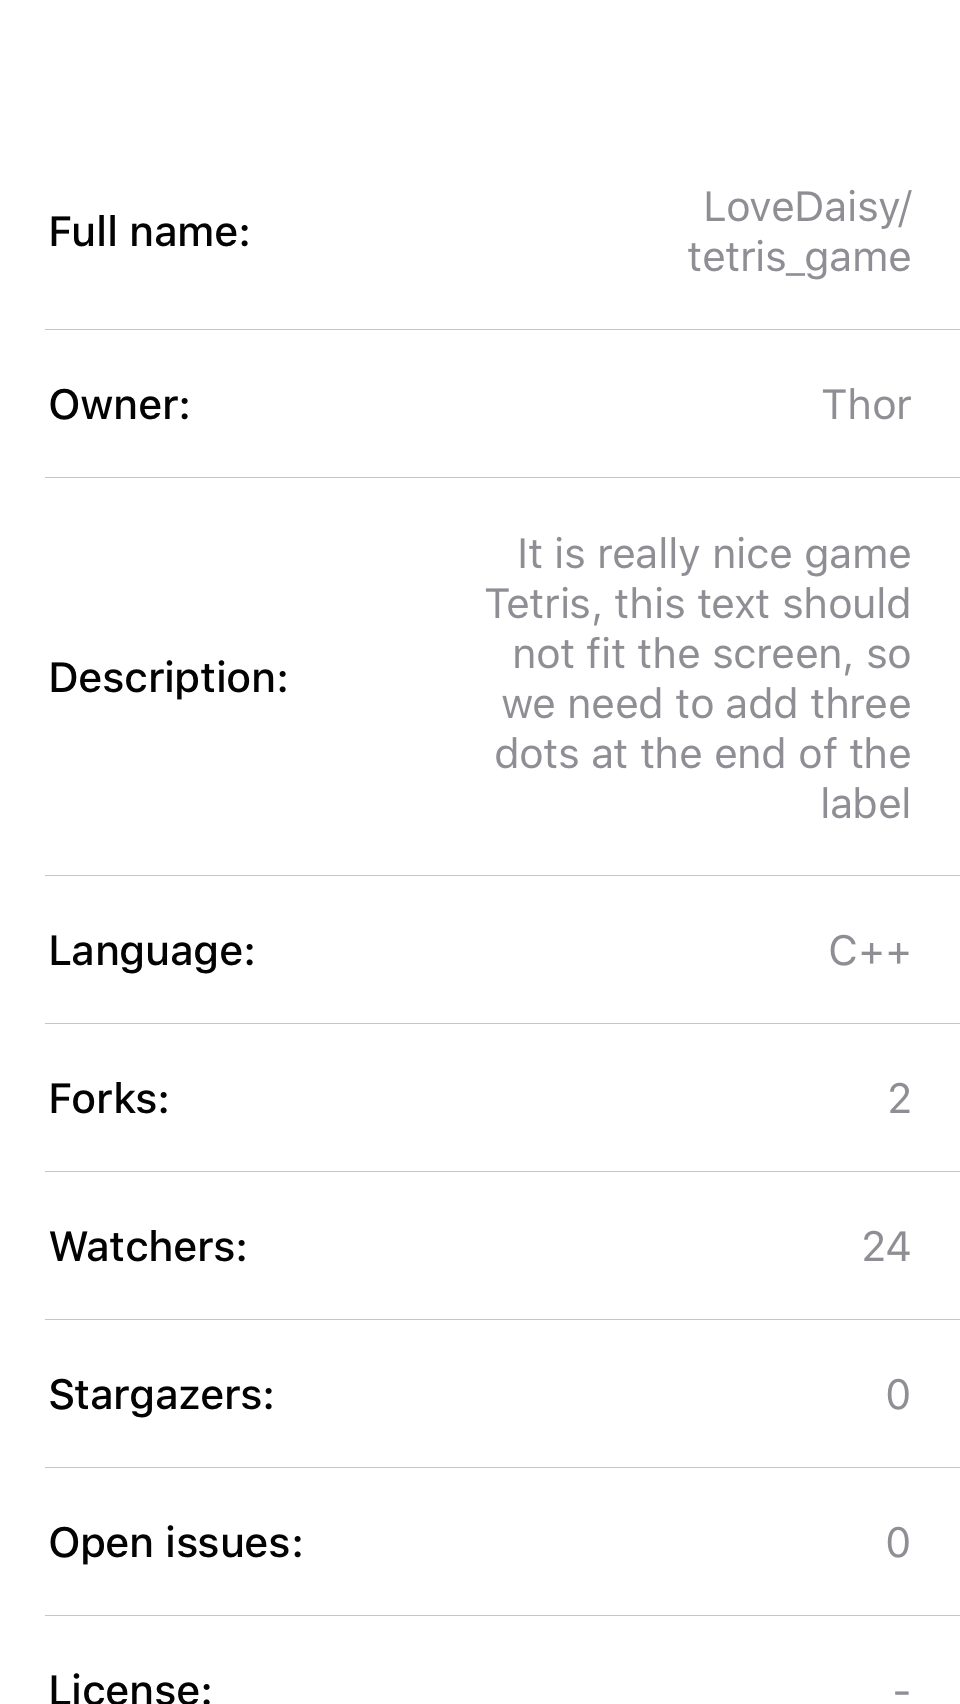 Full name:
LoveDaisy/
tetris_game
Owner:
Thor
Description:
It is really nice game
Tetris, this text should
not fit the screen, so
we need to add three
dots at the end of the
label
Language:
C++
Forks:
2
Watchers:
24
Stargazers:
0
Open issues:
0
License:
-